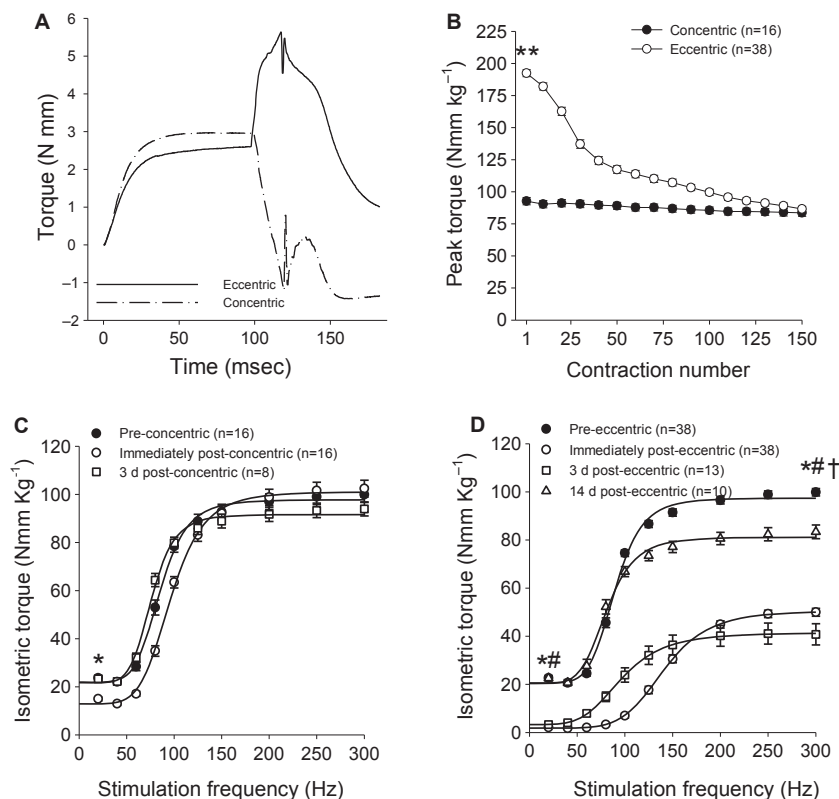 A
6
5
4
3
2
1
0
−1
−2
Torque (N mm)
Eccentric
Concentric
0 50 100 150
Time (msec)
B
Concentric (n=16)
Eccentric (n=38)
**
225
200
175
150
125
100
75
50
25
0
Peak torque (Nmm kg⁻¹)
1 25 50 75 100 125 150
Contraction number
C
Pre-concentric (n=16)
Immediately post-concentric (n=16)
3 d post-concentric (n=8)
120
100
80
60
40
20
0
Isometric torque (Nmm Kg⁻¹)
*
0 50 100 150 200 250 300
Stimulation frequency (Hz)
D
Pre-eccentric (n=38)
Immediately post-eccentric (n=38)
3 d post-eccentric (n=13)
14 d post-eccentric (n=10)
*# †
120
100
80
60
40
20
0
Isometric torque (Nmm Kg⁻¹)
*#
0 50 100 150 200 250 300
Stimulation frequency (Hz)